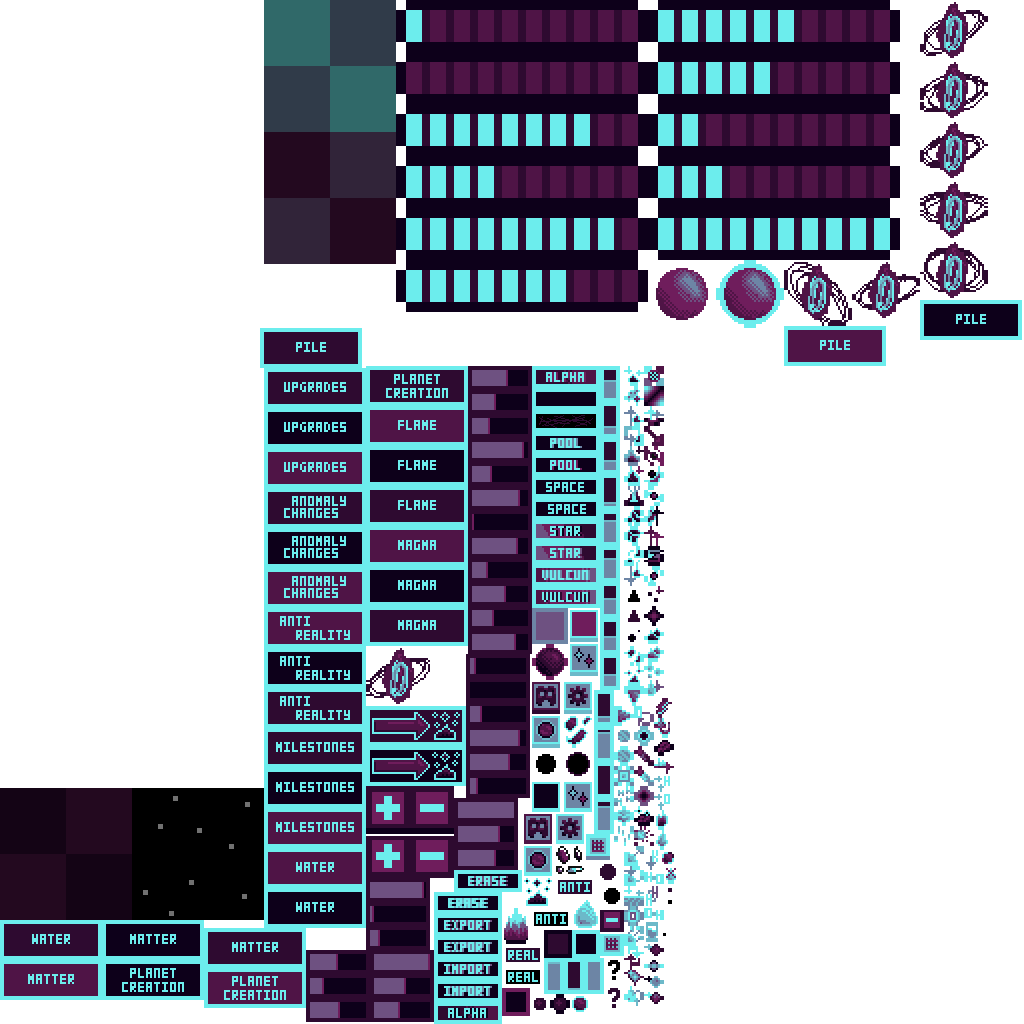 PILE
PILE
PILE
UPGRADES
PLANET
CREATION
ALPHA
UPGRADES
FLAME
POOL
UPGRADES
FLAME
POOL
SPACE
ANOMALY
CHANGES
FLAME
SPACE
STAR
ANOMALY
CHANGES
MAGMA
STAR
VULCUN
ANOMALY
CHANGES
MAGMA
VULCUN
ANTI
REALITY
MAGMA
ANTI
REALITY
ANTI
REALITY
MILESTONES
MILESTONES
MILESTONES
WATER
ERASE
ANTI
WATER
ERASE
ANTI
EXPORT
WATER
MATTER
MATTER
EXPORT
REAL
IMPORT
REAL
MATTER
PLANET
CREATION
PLANET
CREATION
IMPORT
ALPHA
?
?